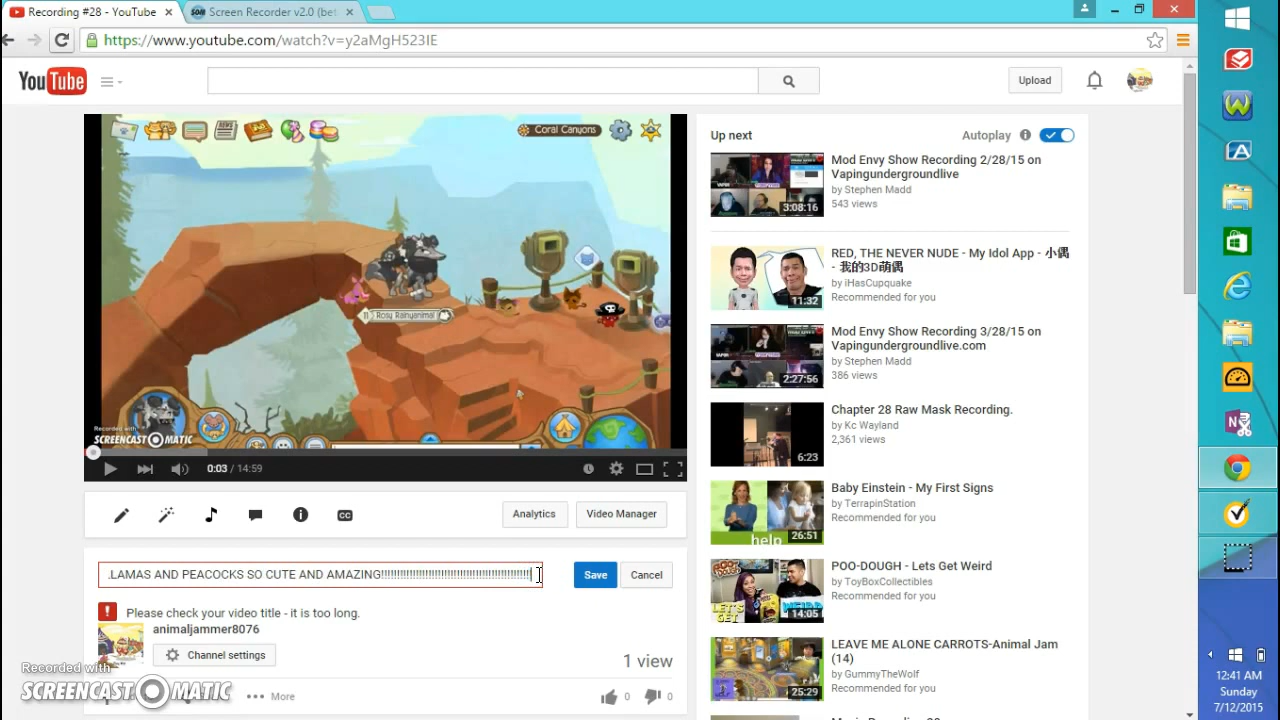 Recording #28 - YouTube
Screen Recorder v2.0 (bet
https://www.youtube.com/watch?v=y2aMgH523IE
YouTube
Upload
Coral Canyons
Rosy Rainyanimal
Recorded with
SCREENCAST MATIC
0:03 / 14:59
Analytics
Video Manager
LAMAS AND PEACOCKS SO CUTE AND AMAZING!!!!!!!!!!!!!!!!!!!!!!!!!!!!!!!!!!!!!!!!!!!!!!!
Save
Cancel
Please check your video title - it is too long.
animaljammer8076
Channel settings
1 view
Recorded with
SCREENCAST MATIC
More
0
0
Up next
Autoplay
Mod Envy Show Recording 2/28/15 on
Vapingundergroundlive
by Stephen Madd
543 views
3:08:16
RED, THE NEVER NUDE - My Idol App - 小偶
- 我的3D萌偶
by iHasCupquake
Recommended for you
11:32
Mod Envy Show Recording 3/28/15 on
Vapingundergroundlive.com
by Stephen Madd
386 views
2:27:56
Chapter 28 Raw Mask Recording.
by Kc Wayland
2,361 views
6:23
Baby Einstein - My First Signs
by TerrapinStation
Recommended for you
help
26:51
POO-DOUGH - Lets Get Weird
by ToyBoxCollectibles
Recommended for you
LET'S GET
14:05
LEAVE ME ALONE CARROTS-Animal Jam
(14)
by GummyTheWolf
Recommended for you
25:29
12:41 AM
Sunday
7/12/2015